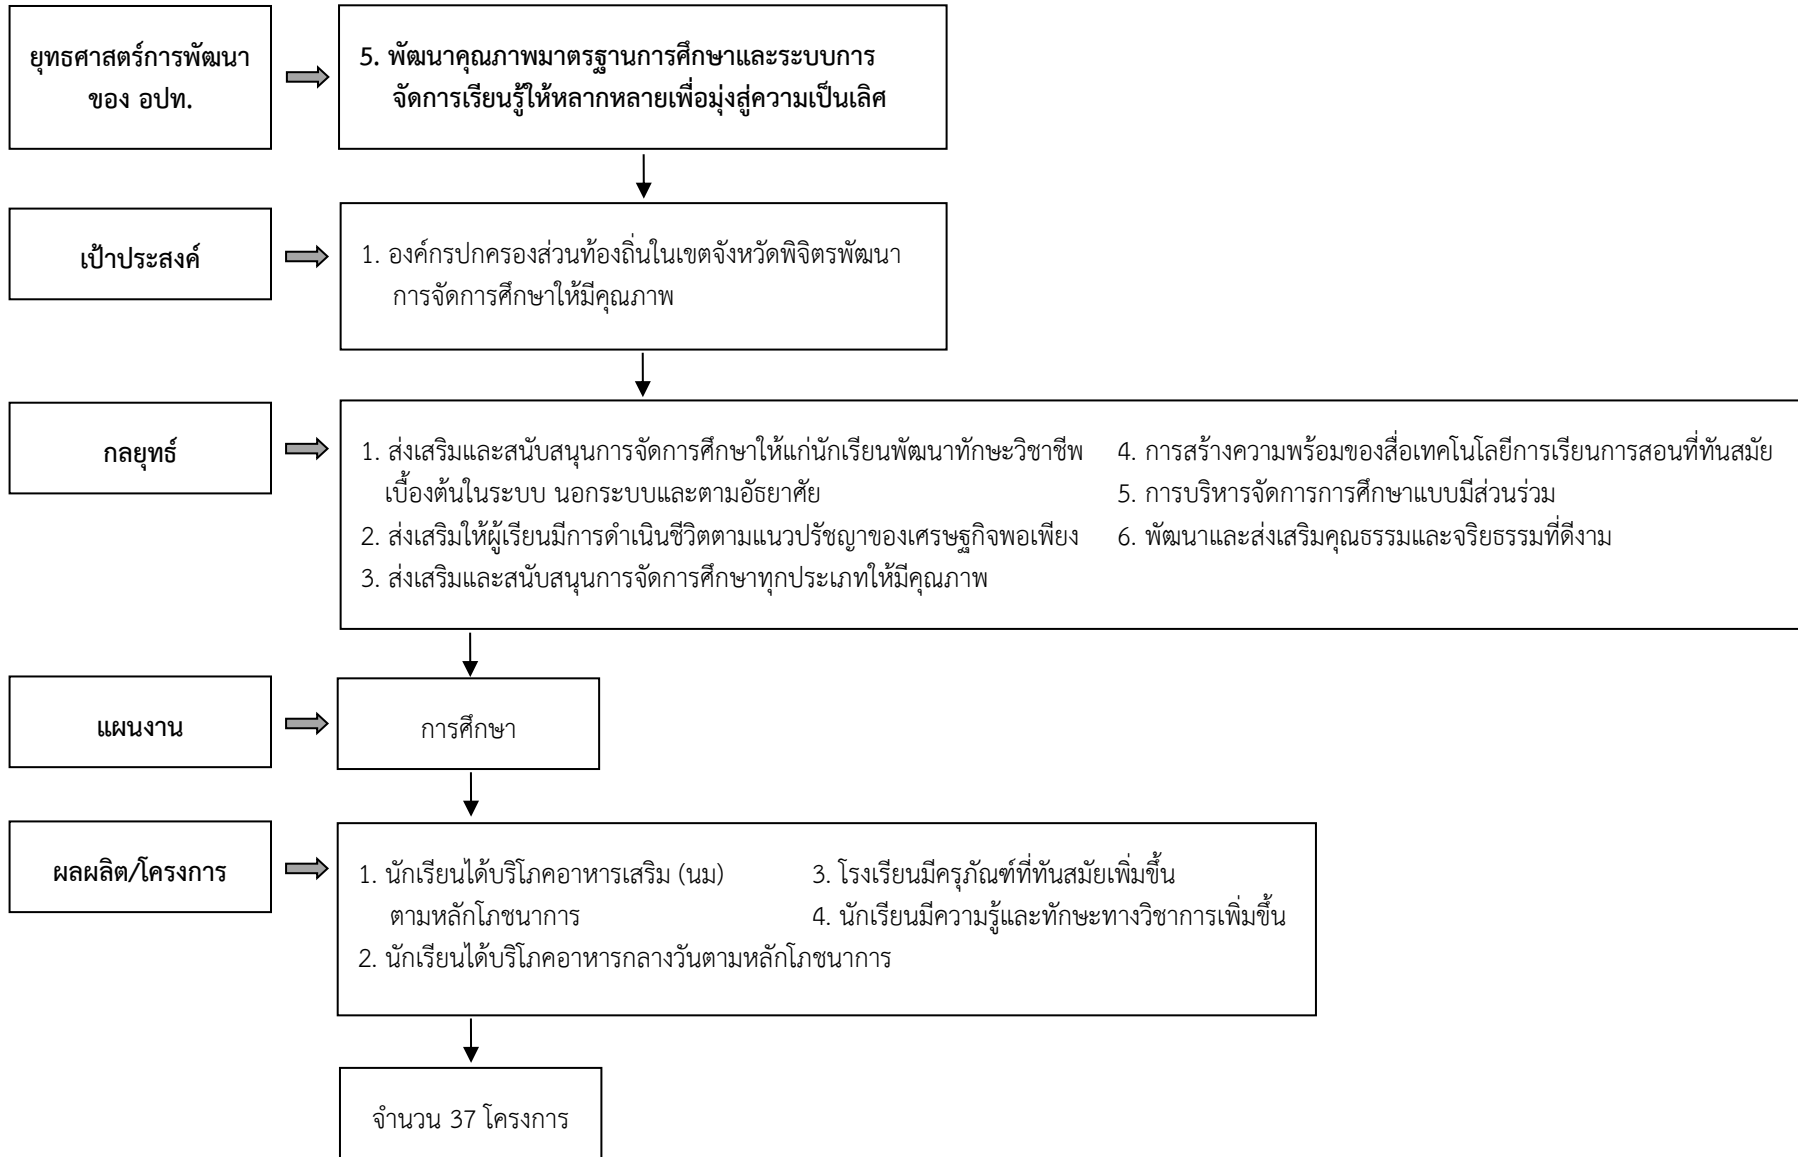 ยุทธศาสตร์การพัฒนา
ของ อปท.
5. พัฒนาคุณภาพมาตรฐานการศึกษาและระบบการ
จัดการเรียนรู้ให้หลากหลายเพื่อมุ่งสู่ความเป็นเลิศ
เป้าประสงค์
1. องค์กรปกครองส่วนท้องถิ่นในเขตจังหวัดพิจิตรพัฒนา
การจัดการศึกษาให้มีคุณภาพ
กลยุทธ์
1. ส่งเสริมและสนับสนุนการจัดการศึกษาให้แก่นักเรียนพัฒนาทักษะวิชาชีพ
เบื้องต้นในระบบ นอกระบบและตามอัธยาศัย
2. ส่งเสริมให้ผู้เรียนมีการดำเนินชีวิตตามแนวปรัชญาของเศรษฐกิจพอเพียง
3. ส่งเสริมและสนับสนุนการจัดการศึกษาทุกประเภทให้มีคุณภาพ
4. การสร้างความพร้อมของสื่อเทคโนโลยีการเรียนการสอนที่ทันสมัย
5. การบริหารจัดการการศึกษาแบบมีส่วนร่วม
6. พัฒนาและส่งเสริมคุณธรรมและจริยธรรมที่ดีงาม
แผนงาน
การศึกษา
ผลผลิต/โครงการ
1. นักเรียนได้บริโภคอาหารเสริม (นม)
ตามหลักโภชนาการ
2. นักเรียนได้บริโภคอาหารกลางวันตามหลักโภชนาการ
3. โรงเรียนมีครุภัณฑ์ที่ทันสมัยเพิ่มขึ้น
4. นักเรียนมีความรู้และทักษะทางวิชาการเพิ่มขึ้น
จำนวน 37 โครงการ